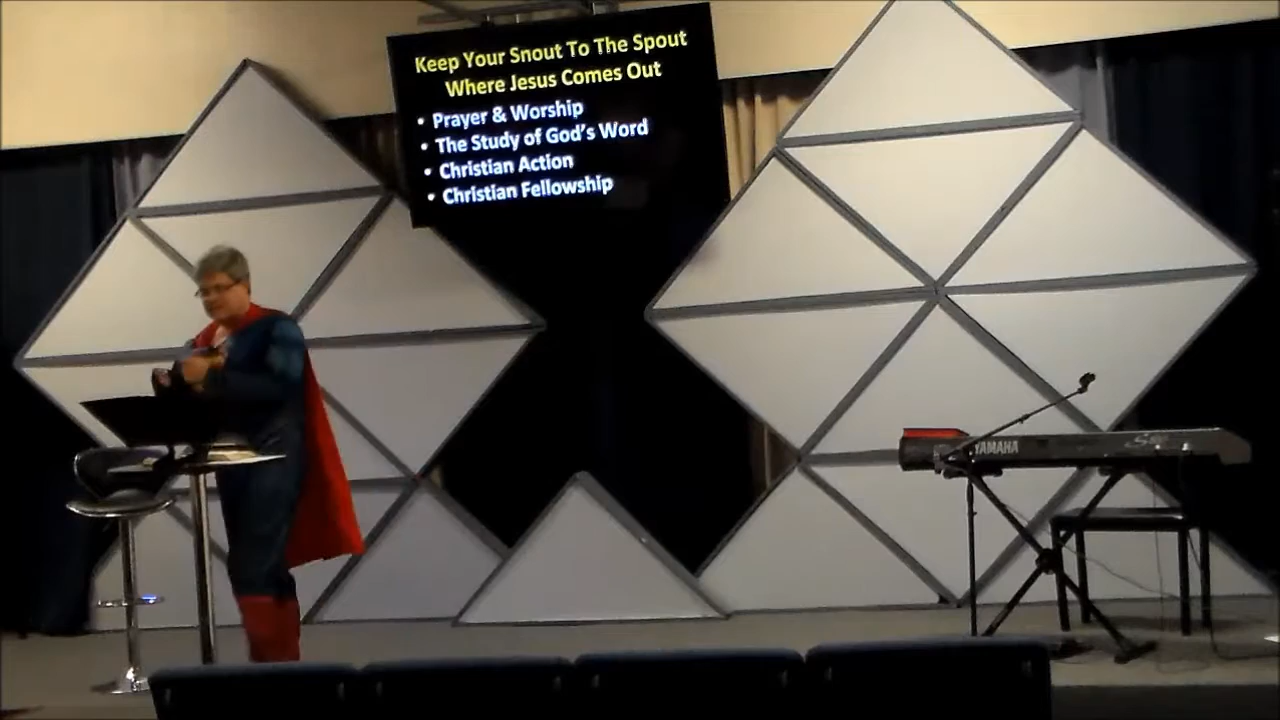 Keep Your Snout To The Spout
Where Jesus Comes Out
• Prayer & Worship
• The Study of God's Word
• Christian Action
• Christian Fellowship
YAMAHA